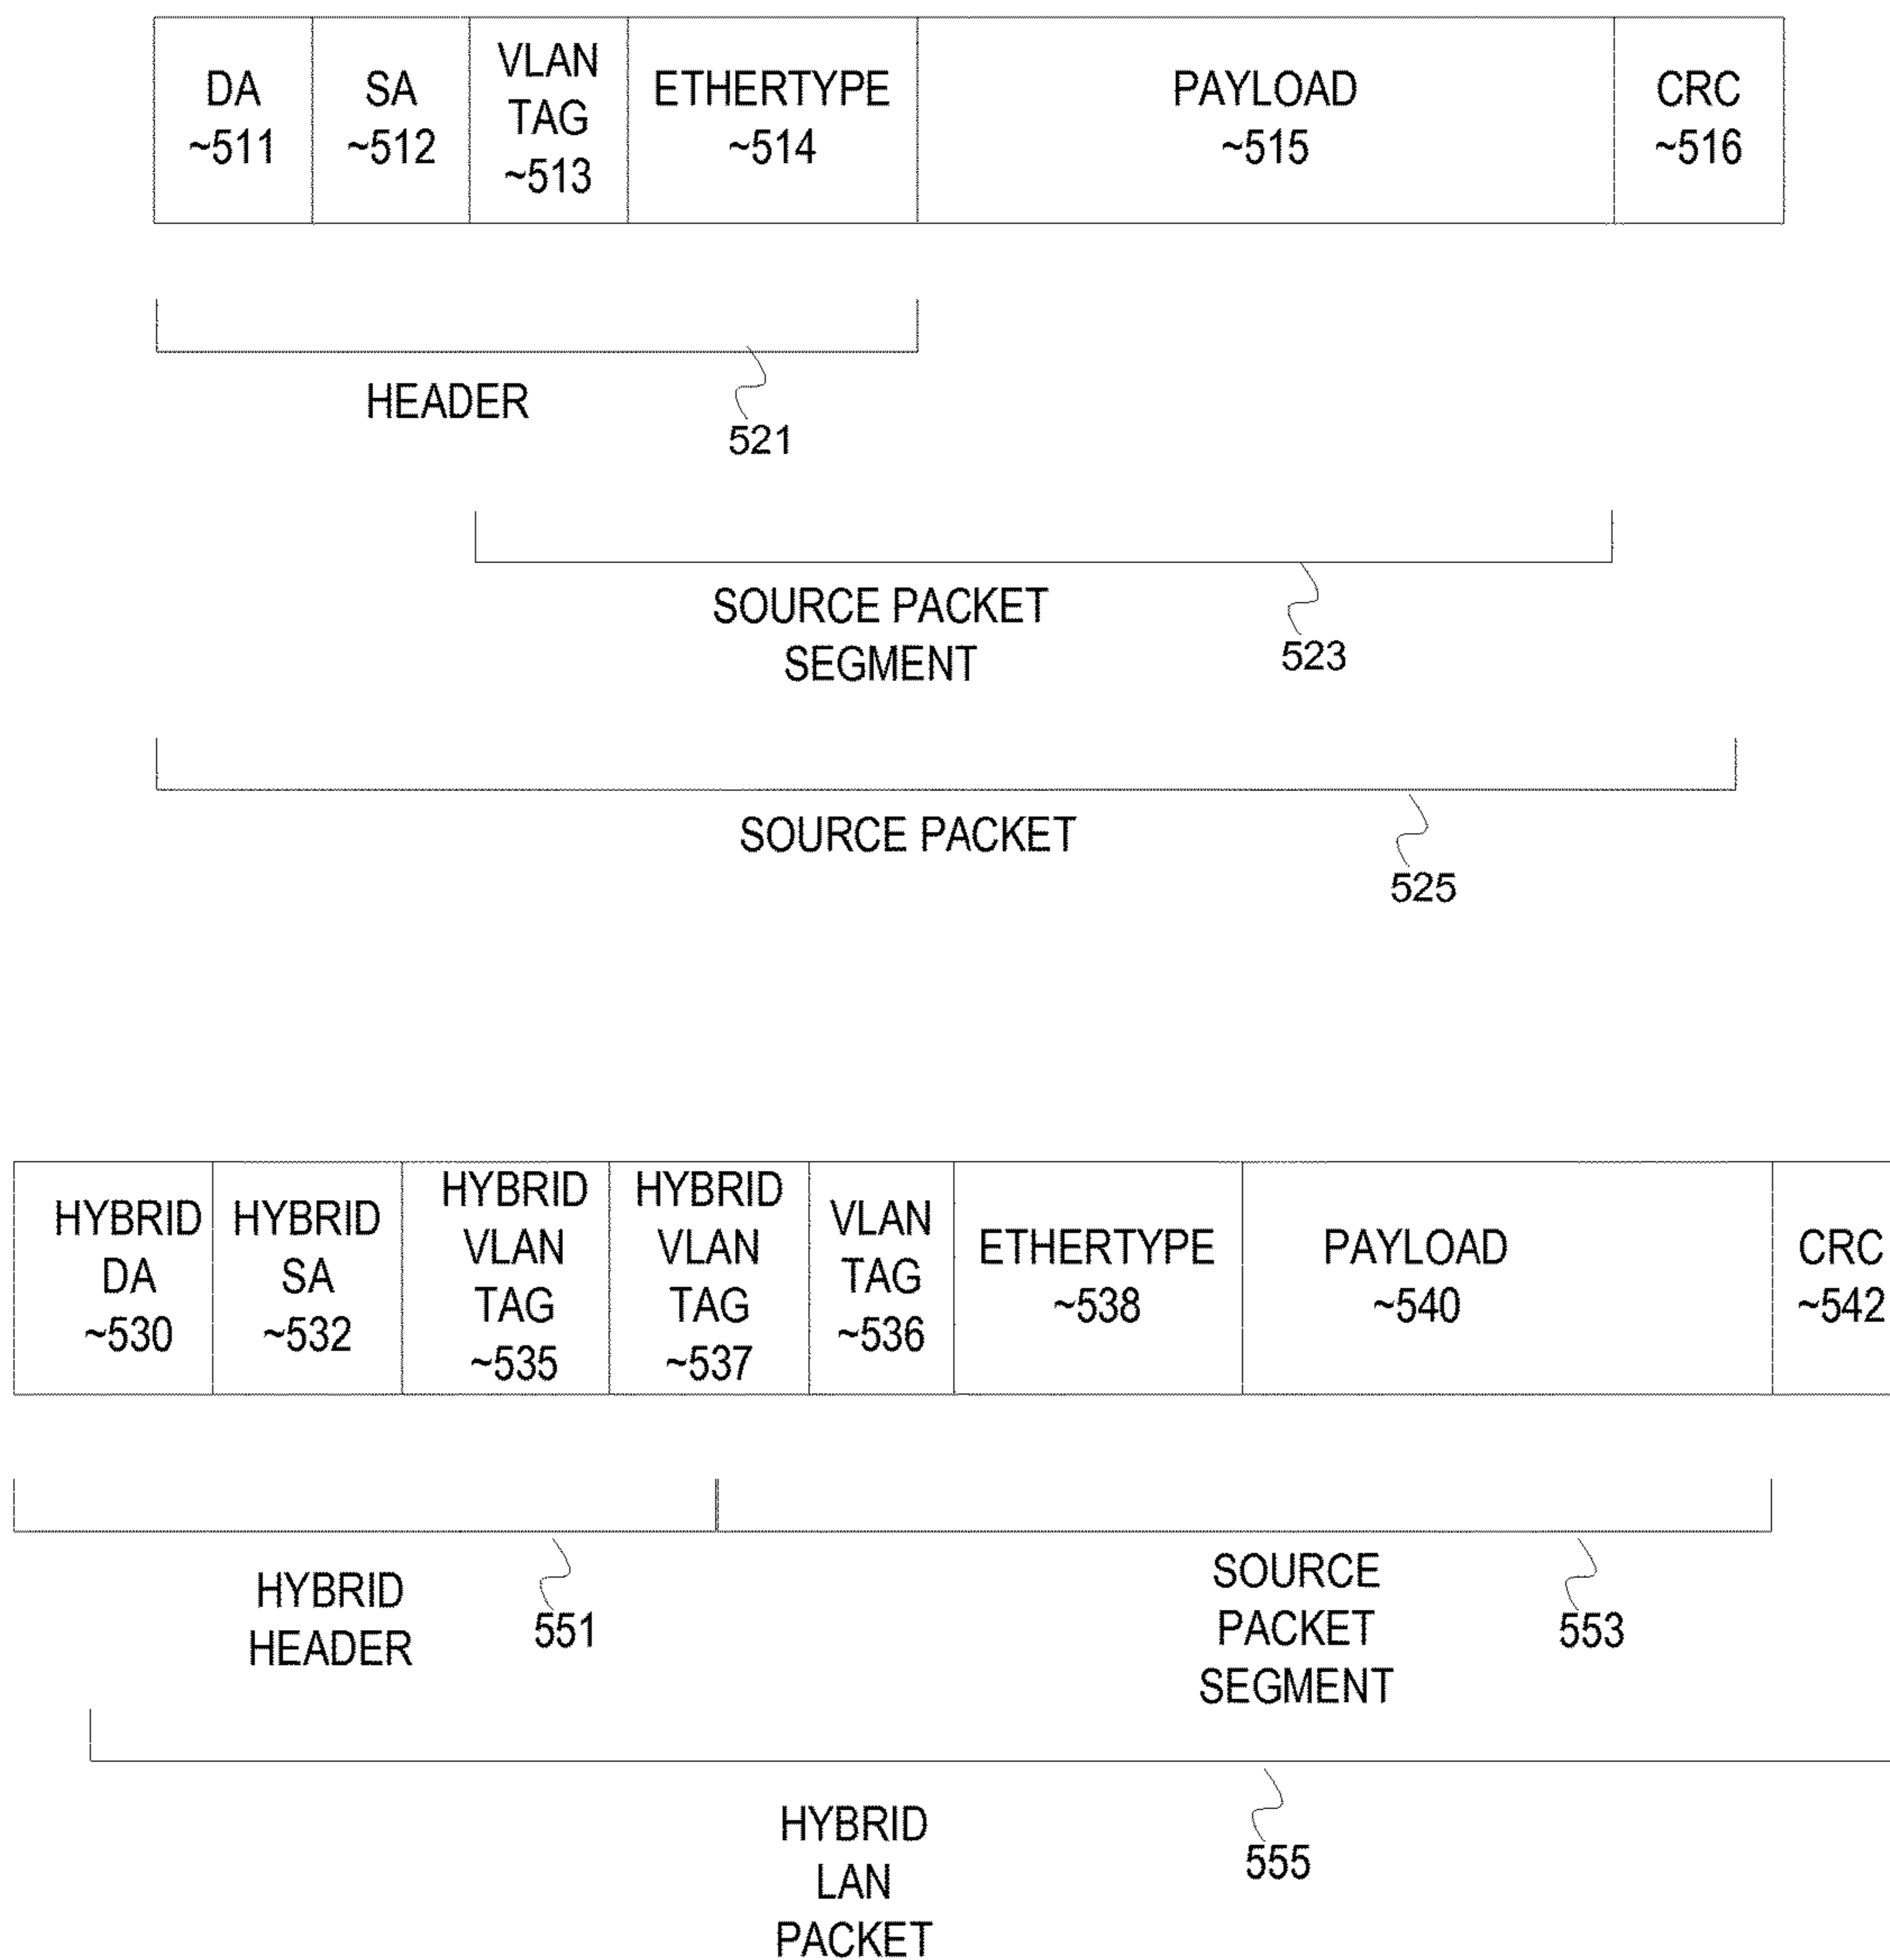 DA
~511
SA
~512
VLAN
TAG
~513
ETHERTYPE
~514
PAYLOAD
~515
CRC
~516
HEADER
521
SOURCE PACKET
SEGMENT
523
SOURCE PACKET
525
HYBRID
DA
~530
HYBRID
SA
~532
HYBRID
VLAN
TAG
~535
HYBRID
VLAN
TAG
~537
VLAN
TAG
~536
ETHERTYPE
~538
PAYLOAD
~540
CRC
~542
HYBRID
HEADER
551
SOURCE
PACKET
SEGMENT
553
HYBRID
LAN
PACKET
555